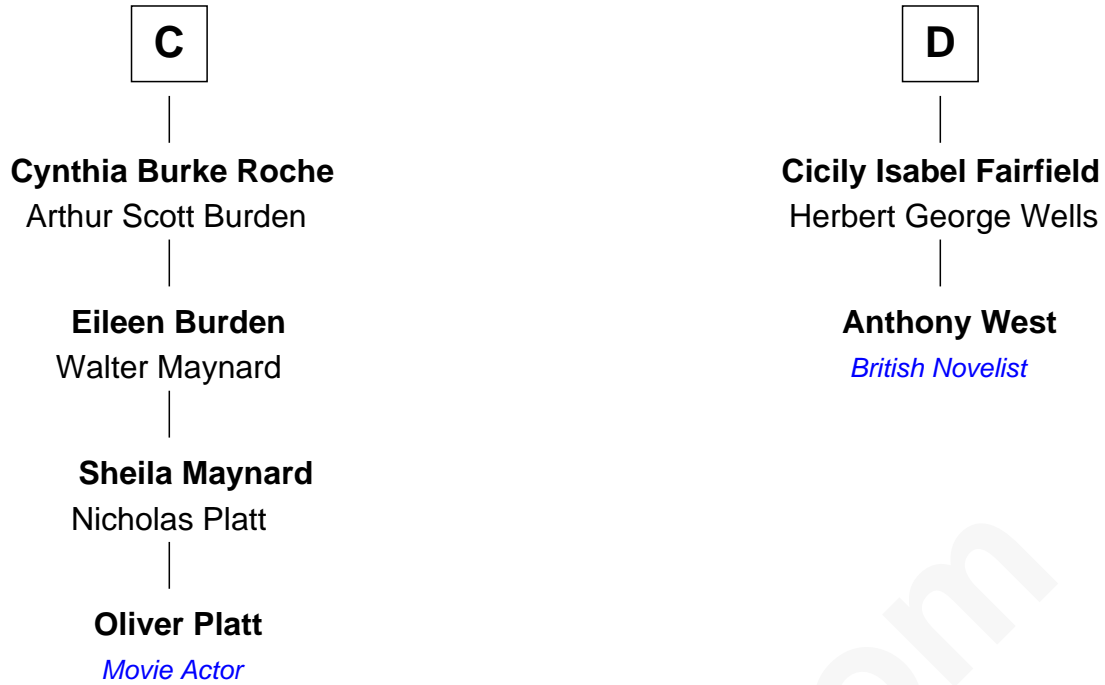 C
Cynthia Burke Roche
Arthur Scott Burden
Eileen Burden
Walter Maynard
Sheila Maynard
Nicholas Platt
Oliver Platt
Movie Actor
D
Cicily Isabel Fairfield
Herbert George Wells
Anthony West
British Novelist
om